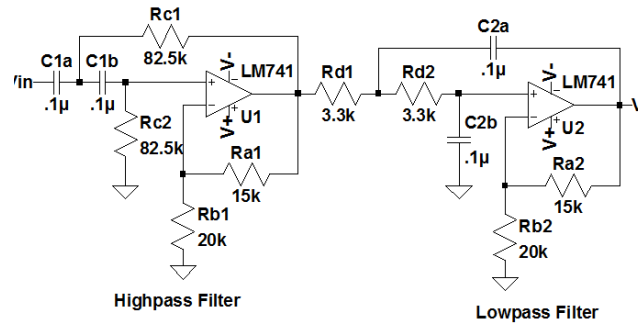 Rc1
82.5k
C1a
C1b
.1µ
.1µ
Vin
V-
LM741
+
−
−
+
V+
U1
Rc2
82.5k
Ra1
15k
Rb1
20k
Highpass Filter
Rd1
3.3k
Rd2
3.3k
C2a
.1µ
C2b
.1µ
V-
LM741
+
−
−
+
V+
U2
Ra2
15k
Rb2
20k
Lowpass Filter